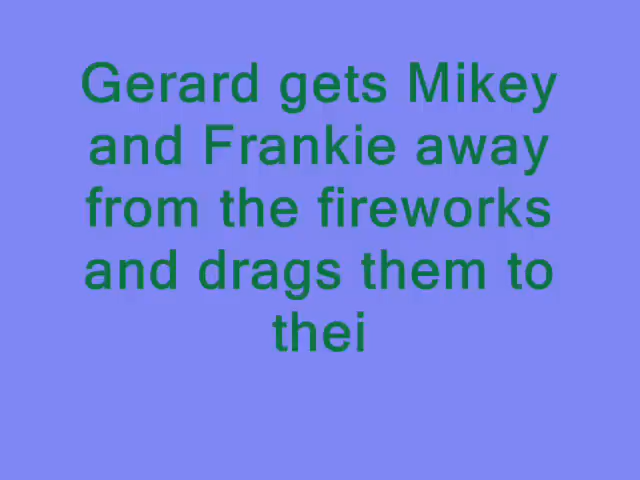 Gerard gets Mikey
and Frankie away
from the fireworks
and drags them to
thei